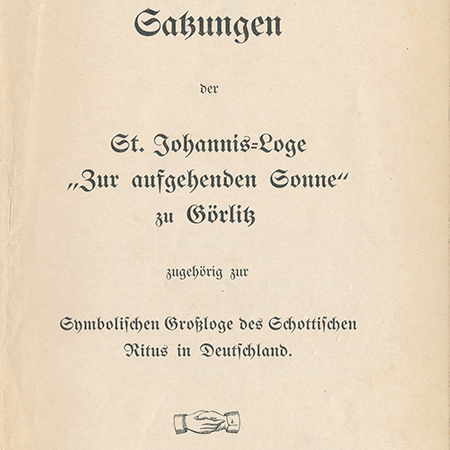 Satzungen
der
St. Johannis-Loge
„Zur aufgehenden Sonne“
zu Görlitz
zugehörig zur
Symbolischen Großloge des Schottischen
Ritus in Deutschland.